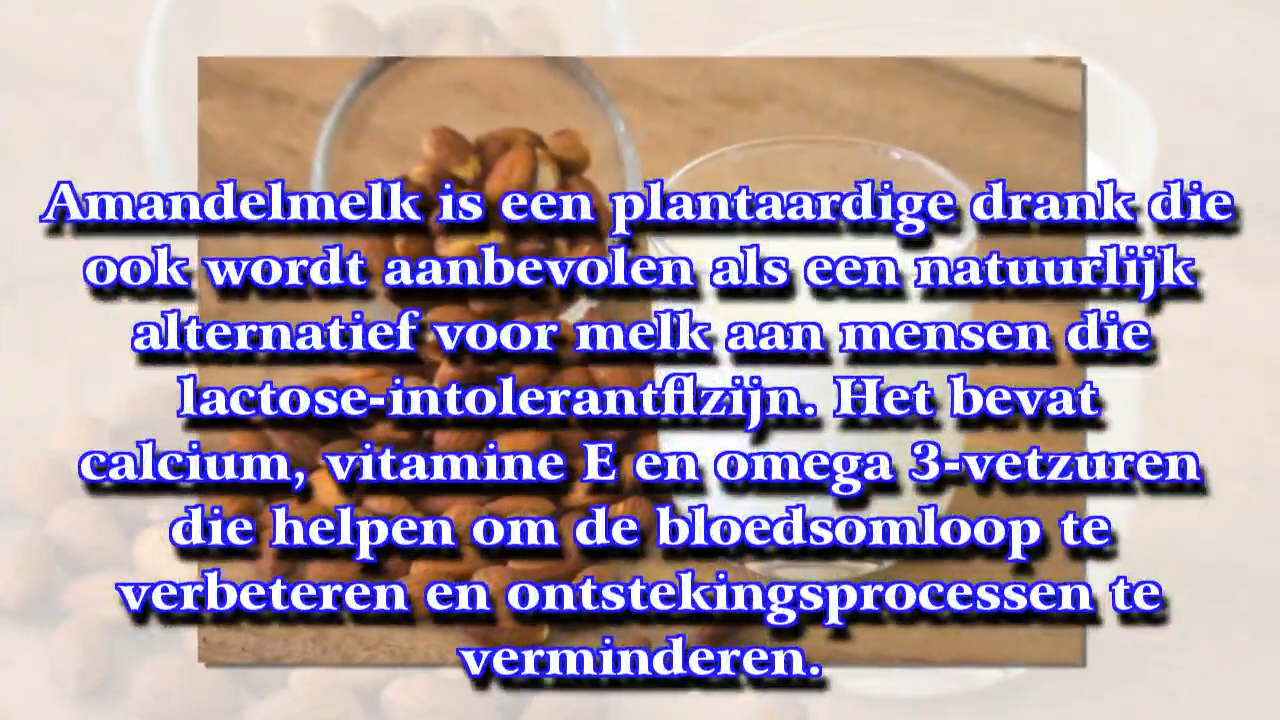 Amandelmelk is een plantaardige drank die
ook wordt aanbevolen als een natuurlijk
alternatief voor melk aan mensen die
lactose-intolerantflzijn. Het bevat
calcium, vitamine E en omega 3-vetzuren
die helpen om de bloedsomloop te
verbeteren en ontstekingsprocessen te
verminderen.